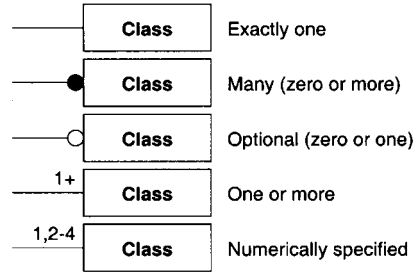 Class Exactly one
Class Many (zero or more)
Class Optional (zero or one)
1+
Class One or more
1,2-4
Class Numerically specified